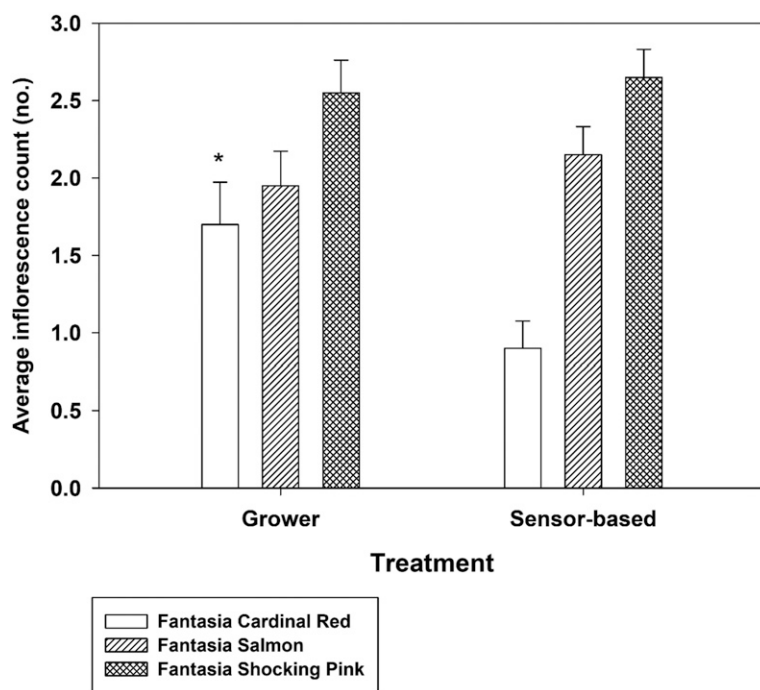 Average inflorescence count (no.)
3.0
2.5
2.0
1.5
1.0
0.5
0.0
*
Grower
Sensor-based
Treatment
Fantasia Cardinal Red
Fantasia Salmon
Fantasia Shocking Pink